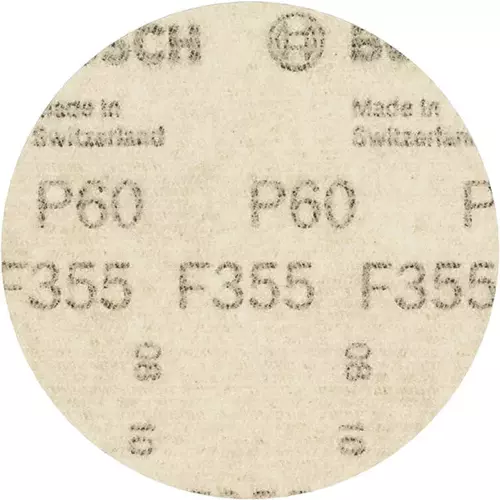 BOSCH BOSCH
Made in Made in
Switzerland Switzerland
P60 P60 P
F355 F355 F355